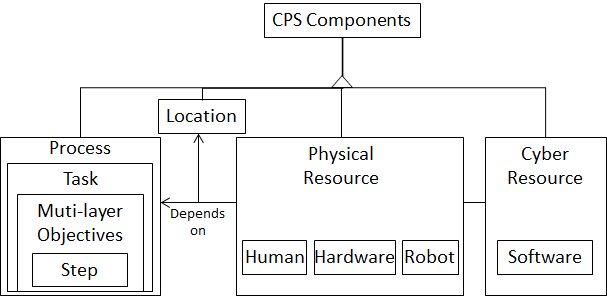 CPS Components
Location
Process
Task
Muti-layer
Objectives
Step
Depends
on
Physical
Resource
Human
Hardware
Robot
Cyber
Resource
Software